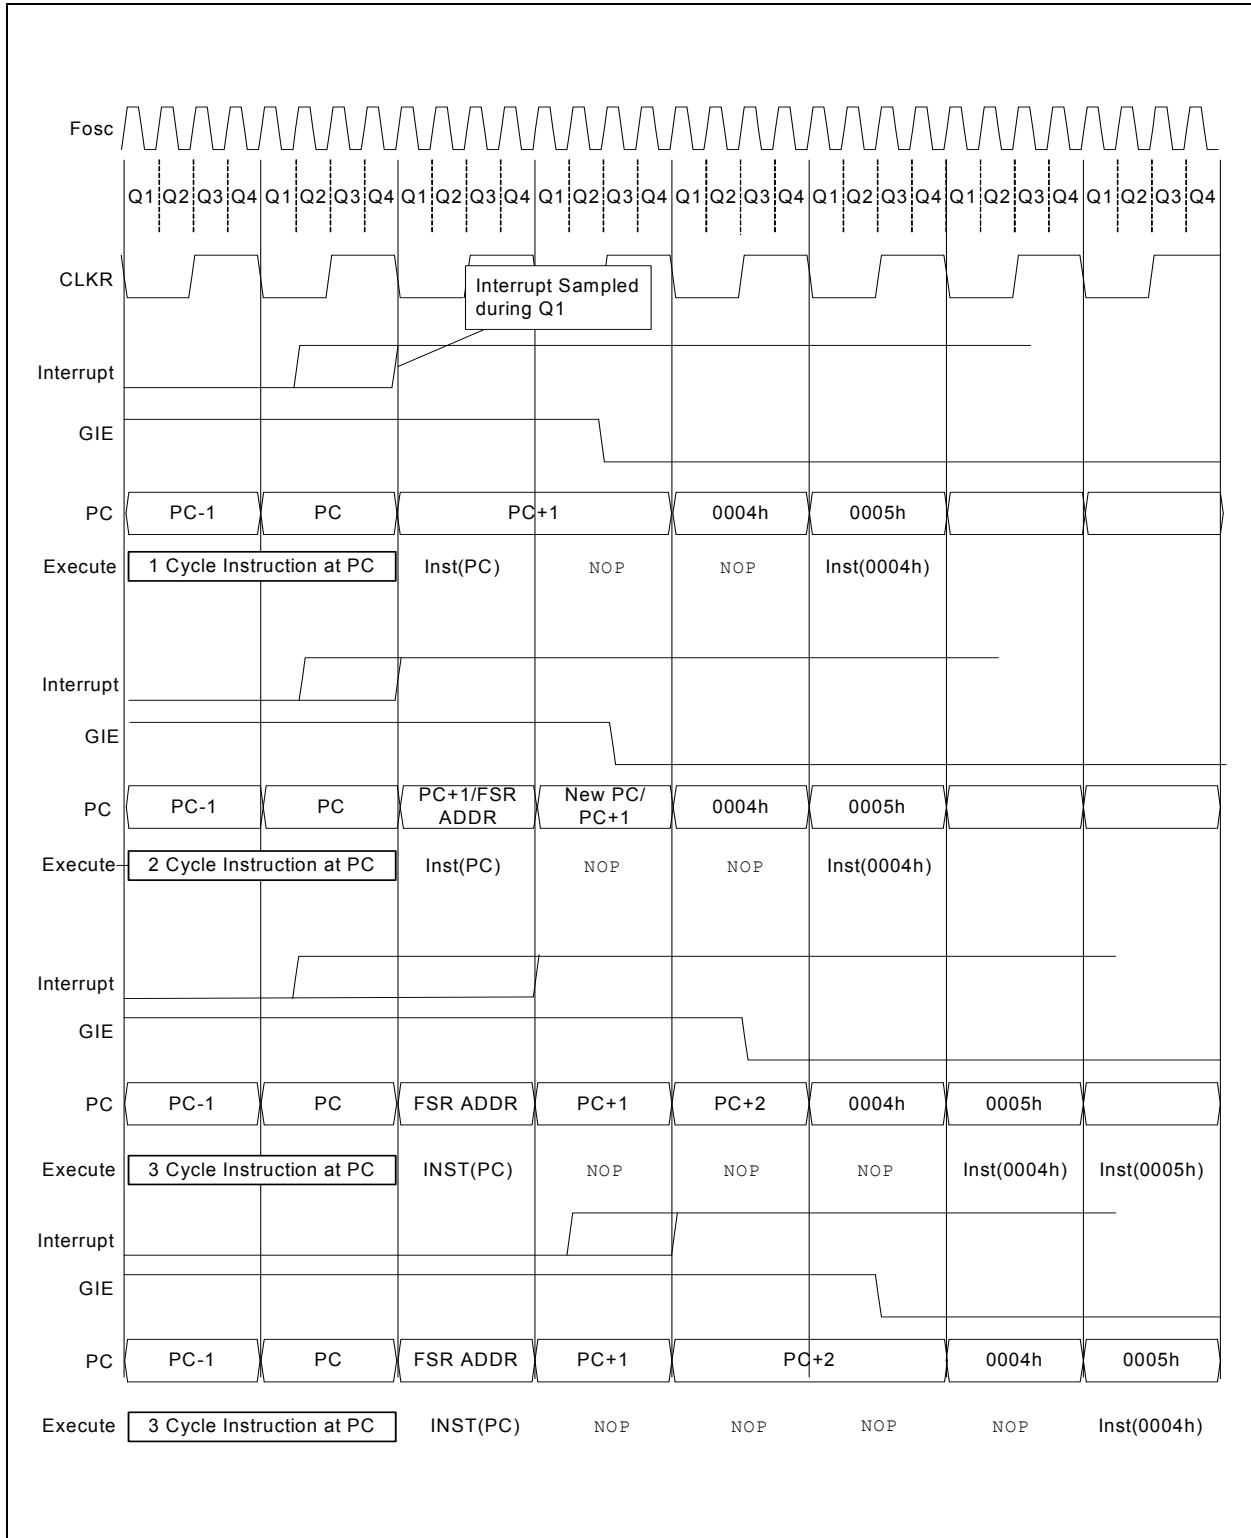 Fosc
Q1 Q2 Q3 Q4 Q1 Q2 Q3 Q4 Q1 Q2 Q3 Q4 Q1 Q2 Q3 Q4 Q1 Q2 Q3 Q4 Q1 Q2 Q3 Q4 Q1 Q2 Q3 Q4 Q1 Q2 Q3 Q4
CLKR
Interrupt Sampled
during Q1
Interrupt
GIE
PC PC-1 PC PC+1 0004h 0005h
Execute 1 Cycle Instruction at PC Inst(PC) NOP NOP Inst(0004h)
Interrupt
GIE
PC PC-1 PC PC+1/FSR ADDR New PC/ PC+1 0004h 0005h
Execute 2 Cycle Instruction at PC Inst(PC) NOP NOP Inst(0004h)
Interrupt
GIE
PC PC-1 PC FSR ADDR PC+1 PC+2 0004h 0005h
Execute 3 Cycle Instruction at PC INST(PC) NOP NOP NOP Inst(0004h) Inst(0005h)
Interrupt
GIE
PC PC-1 PC FSR ADDR PC+1 PC+2 0004h 0005h
Execute 3 Cycle Instruction at PC INST(PC) NOP NOP NOP NOP Inst(0004h)